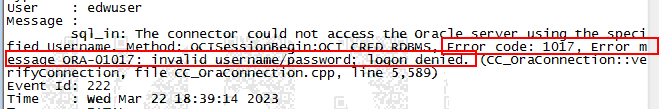 User    : edwuser
Message :
sql_in: The connector could not access the Oracle server using the speci
fied Username. Method: OCISessionBegin:OCI_CRED_RDBMS, Error code: 1017, Error m
essage ORA-01017: invalid username/password; logon denied. (CC_OraConnection::ve
rifyConnection, file CC_OraConnection.cpp, line 5,589)
Event Id: 222
Time    : Wed Mar 22 18:39:14 2023